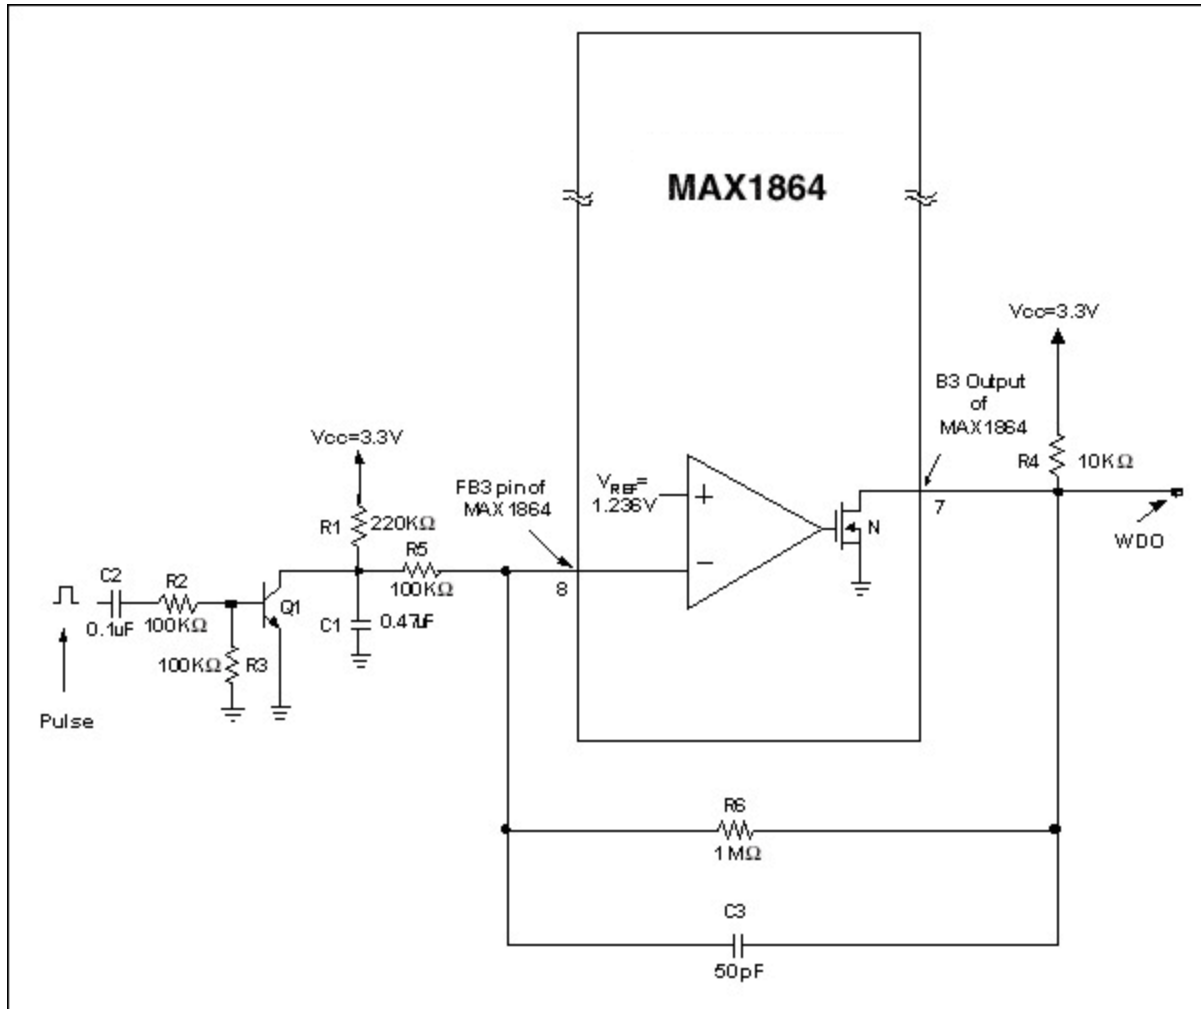 MAX1864
Vcc=3.3V
B3 Output
of
MAX1864
R4
10KΩ
7
WDO
Vcc=3.3V
FB3 pin of
MAX1864
VREF=
1.236V
+
−
N
R1
220KΩ
R5
100KΩ
8
C2
0.1uF
R2
100KΩ
Q1
C1
0.47uF
100KΩ
R3
Pulse
R6
1MΩ
C3
50pF